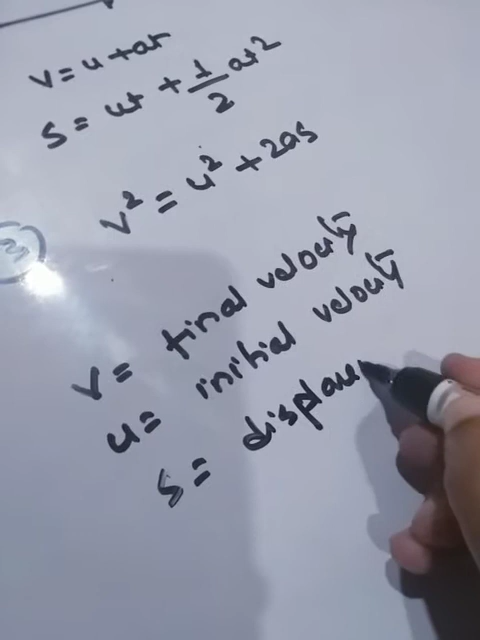 v = u + at
s = ut + 1/2 at2
v² = u² + 2as
3
v = final velocity
u = initial velocity
s = displace